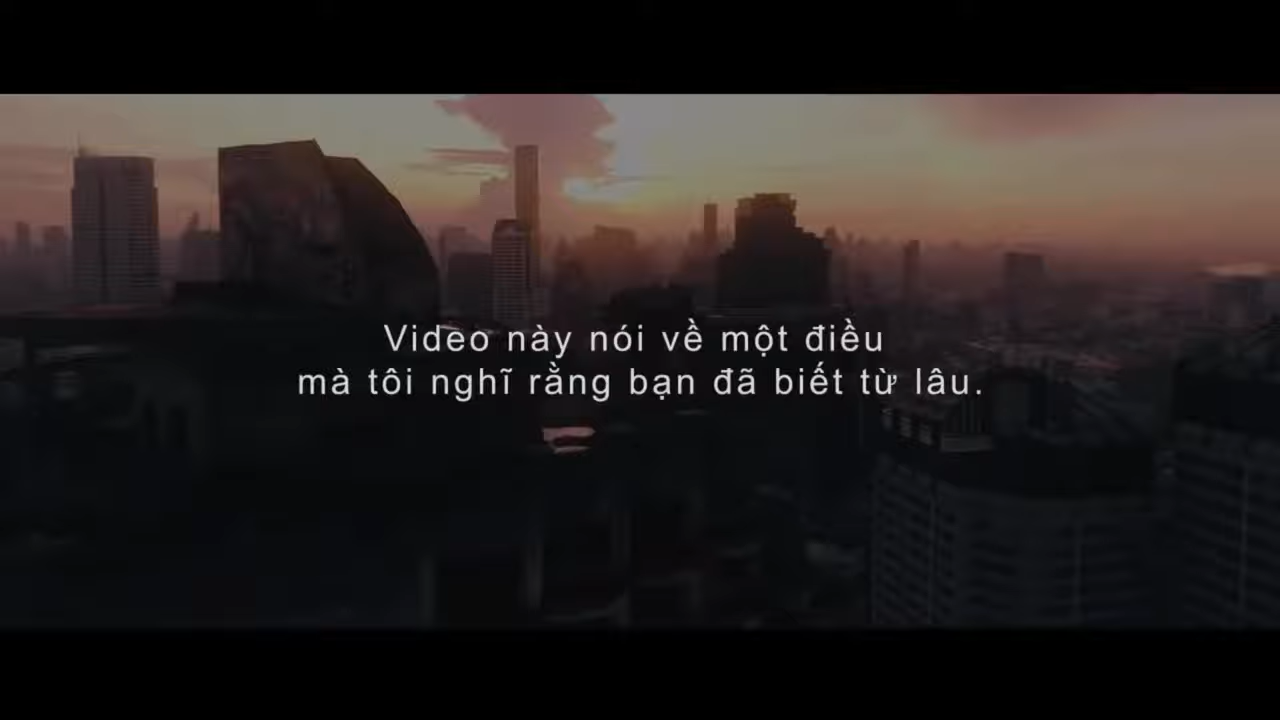 Video này nói về một điều
mà tôi nghĩ rằng bạn đã biết từ lâu.